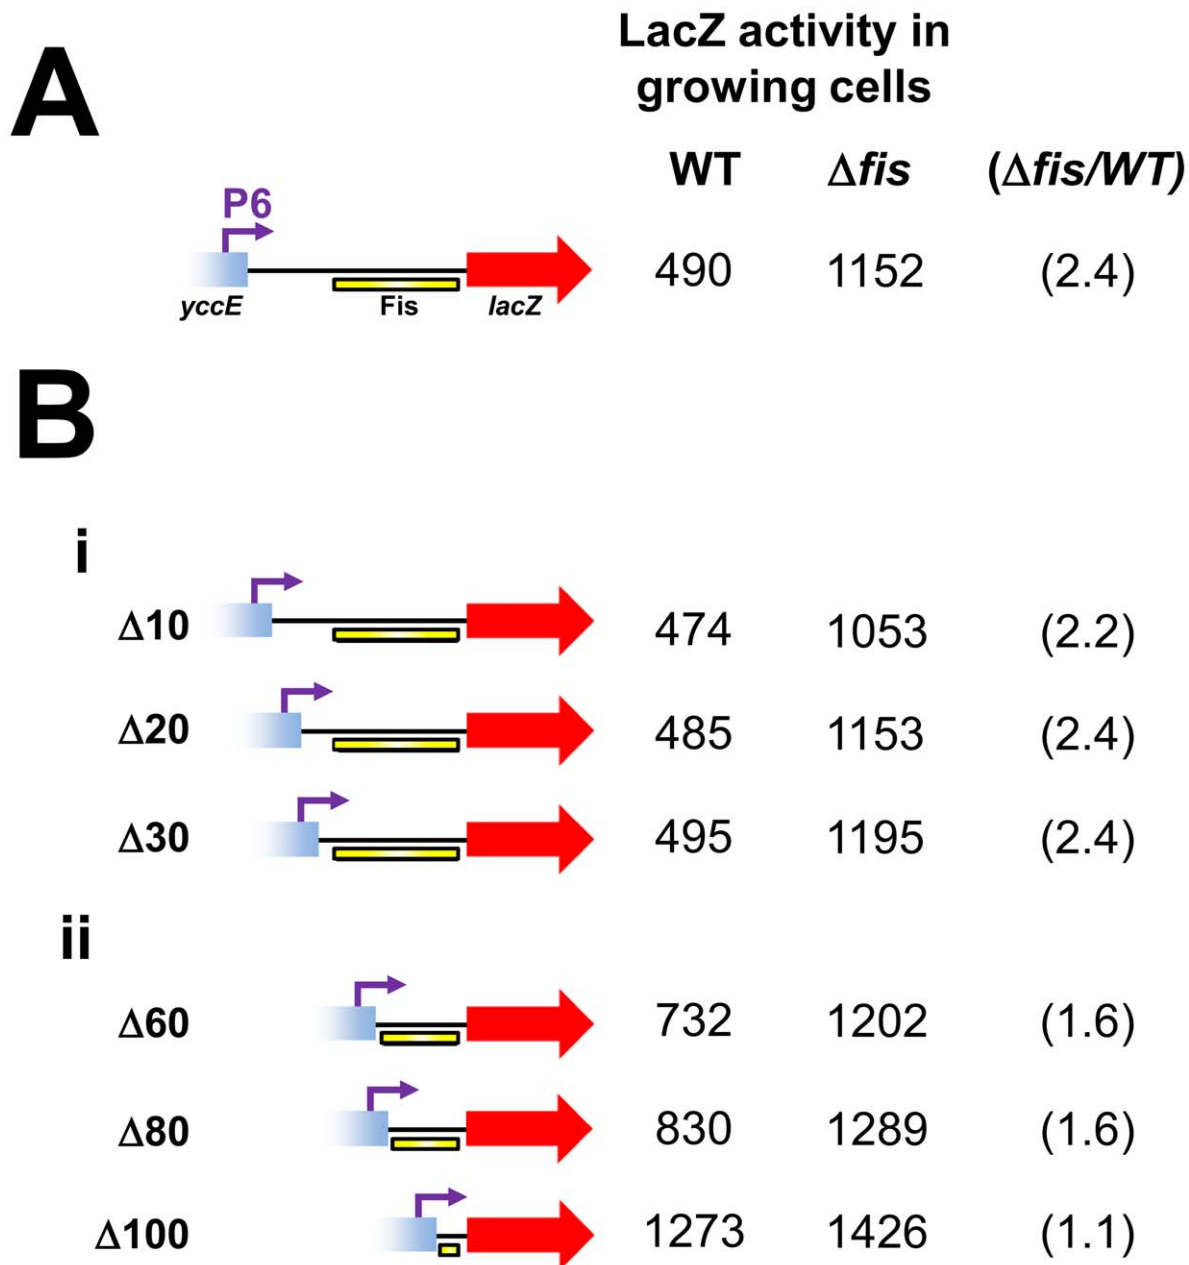 A
LacZ activity in
growing cells
WT Δfis (Δfis/WT)
P6
490 1152 (2.4)
yccE Fis lacZ
B
i
Δ10 474 1053 (2.2)
Δ20 485 1153 (2.4)
Δ30 495 1195 (2.4)
ii
Δ60 732 1202 (1.6)
Δ80 830 1289 (1.6)
Δ100 1273 1426 (1.1)